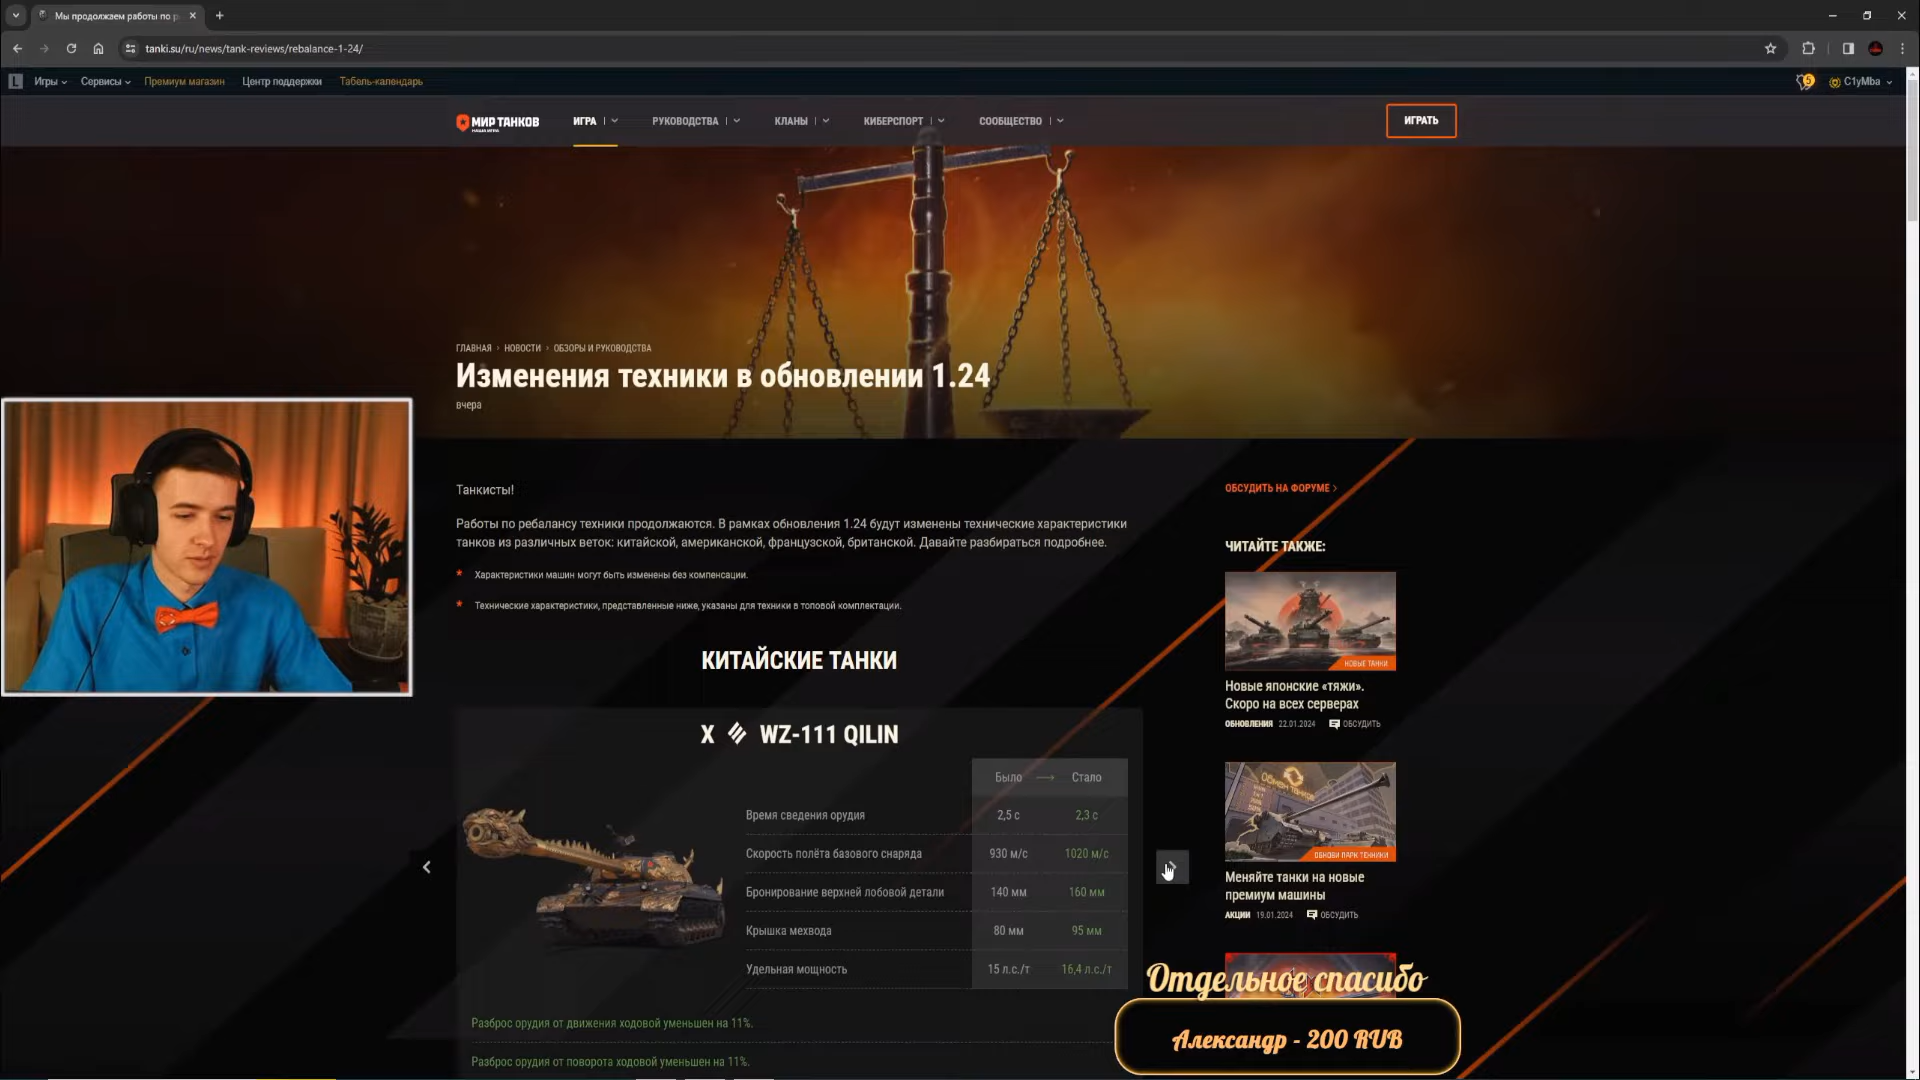 Мы продолжаем работы по р
tanki.su/ru/news/tank-reviews/rebalance-1-24/
Игры
Сервисы
Премиум магазин
Центр поддержки
Табель-календарь
5
C1yMba
МИР ТАНКОВ
НАША ИГРА
ИГРА
РУКОВОДСТВА
КЛАНЫ
КИБЕРСПОРТ
СООБЩЕСТВО
ИГРАТЬ
ГЛАВНАЯ › НОВОСТИ › ОБЗОРЫ И РУКОВОДСТВА
Изменения техники в обновлении 1.24
вчера
Танкисты!
Работы по ребалансу техники продолжаются. В рамках обновления 1.24 будут изменены технические характеристики
танков из различных веток: китайской, американской, французской, британской. Давайте разбираться подробнее.
* Характеристики машин могут быть изменены без компенсации.
* Технические характеристики, представленные ниже, указаны для техники в топовой комплектации.
КИТАЙСКИЕ ТАНКИ
X WZ-111 QILIN
Было → Стало
Время сведения орудия 2,5 с 2,3 с
Скорость полёта базового снаряда 930 м/с 1020 м/с
Бронирование верхней лобовой детали 140 мм 160 мм
Крышка мехвода 80 мм 95 мм
Удельная мощность 15 л.с./т 16,4 л.с./т
Разброс орудия от движения ходовой уменьшен на 11%.
Разброс орудия от поворота ходовой уменьшен на 11%.
ОБСУДИТЬ НА ФОРУМЕ ›
ЧИТАЙТЕ ТАКЖЕ:
НОВЫЕ ТАНКИ
Новые японские «тяжи».
Скоро на всех серверах
ОБНОВЛЕНИЯ 22.01.2024 ОБСУДИТЬ
Обмен танков
ОБНОВИ ПАРК ТЕХНИКИ
Меняйте танки на новые
премиум машины
АКЦИИ 19.01.2024 ОБСУДИТЬ
Отдельное спасибо
Александр - 200 RUB